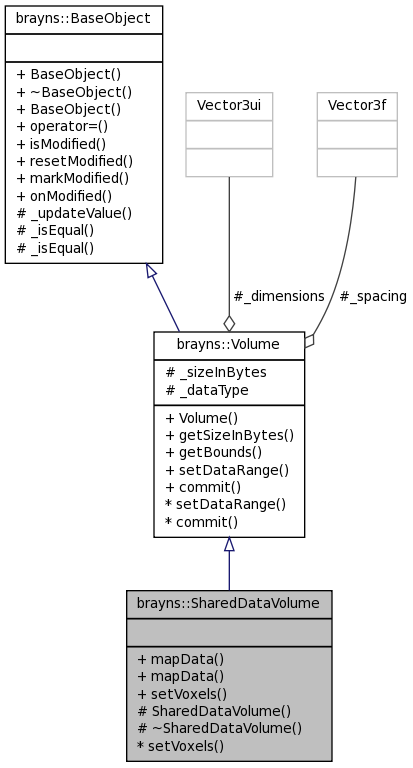 brayns::BaseObject
+ BaseObject()
+ ~BaseObject()
+ BaseObject()
+ operator=()
+ isModified()
+ resetModified()
+ markModified()
+ onModified()
# _updateValue()
# _isEqual()
# _isEqual()
Vector3ui
Vector3f
#_dimensions
#_spacing
brayns::Volume
# _sizeInBytes
# _dataType
+ Volume()
+ getSizeInBytes()
+ getBounds()
+ setDataRange()
+ commit()
* setDataRange()
* commit()
brayns::SharedDataVolume
+ mapData()
+ mapData()
+ setVoxels()
# SharedDataVolume()
# ~SharedDataVolume()
* setVoxels()